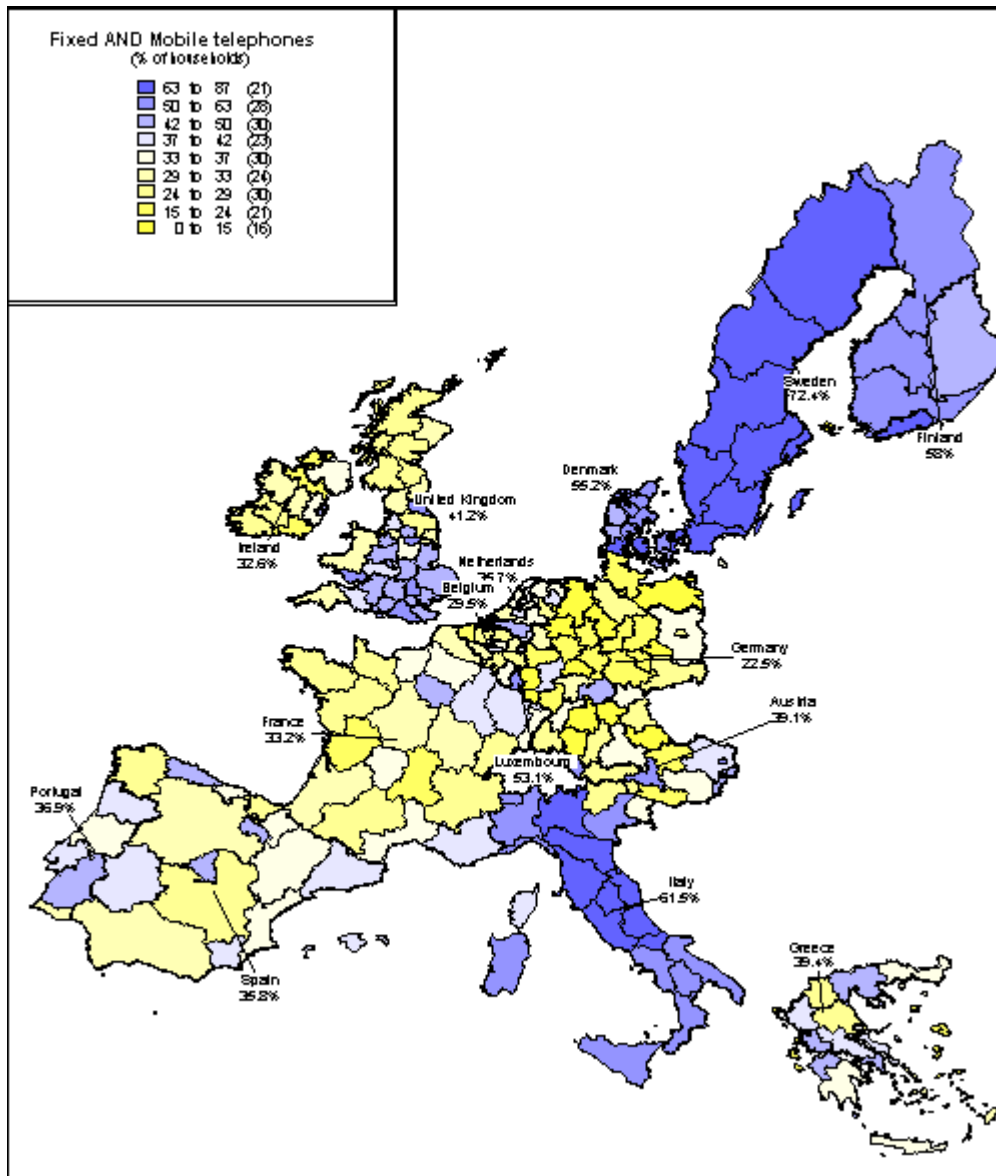 Fixed AND Mobile telephones
(% of households)
63 to 87 (21)
50 to 63 (28)
42 to 50 (30)
37 to 42 (23)
33 to 37 (30)
29 to 33 (24)
24 to 29 (30)
15 to 24 (21)
0 to 15 (16)
Sweden
72.4%
Finland
58%
Denmark
55.2%
United Kingdom
41.2%
Ireland
32.6%
Netherlands
Belgium
29.5%
Germany
22.5%
Austria
39.1%
France
33.2%
Luxembourg
53.1%
Portugal
36.9%
Italy
61.5%
Greece
39.4%
Spain
35.8%